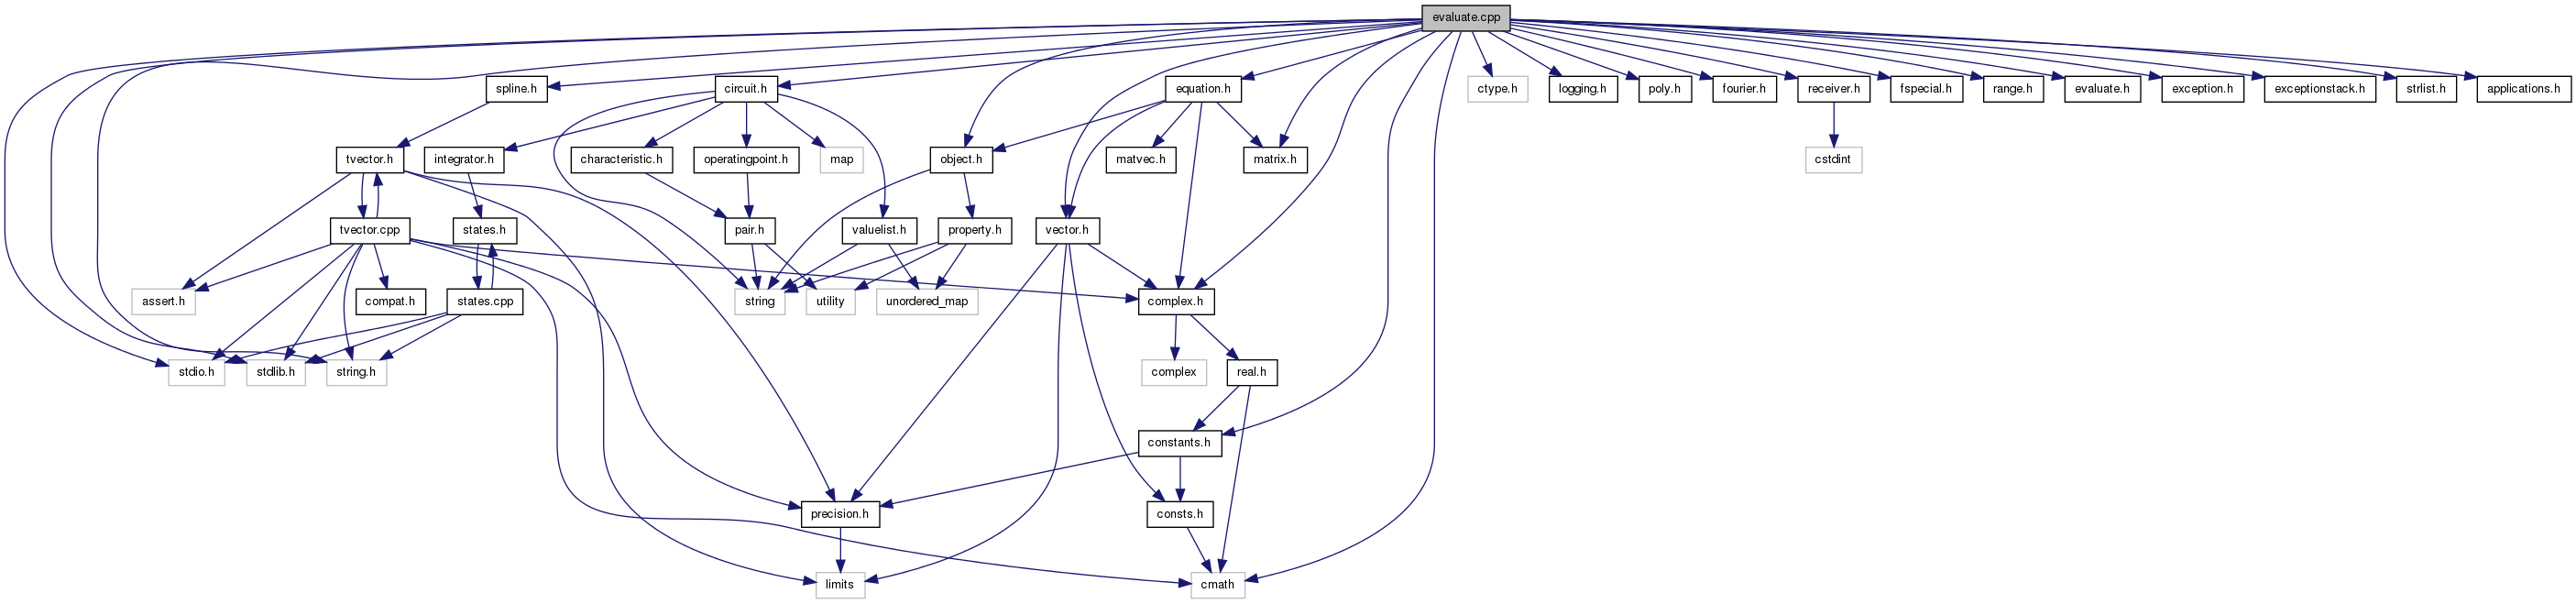 evaluate.cpp
spline.h
circuit.h
equation.h
ctype.h
logging.h
poly.h
fourier.h
receiver.h
fspecial.h
range.h
evaluate.h
exception.h
exceptionstack.h
strlist.h
applications.h
tvector.h
integrator.h
characteristic.h
operatingpoint.h
map
object.h
matvec.h
matrix.h
cstdint
tvector.cpp
states.h
pair.h
valuelist.h
property.h
vector.h
assert.h
compat.h
states.cpp
string
utility
unordered_map
complex.h
stdio.h
stdlib.h
string.h
complex
real.h
constants.h
precision.h
consts.h
limits
cmath